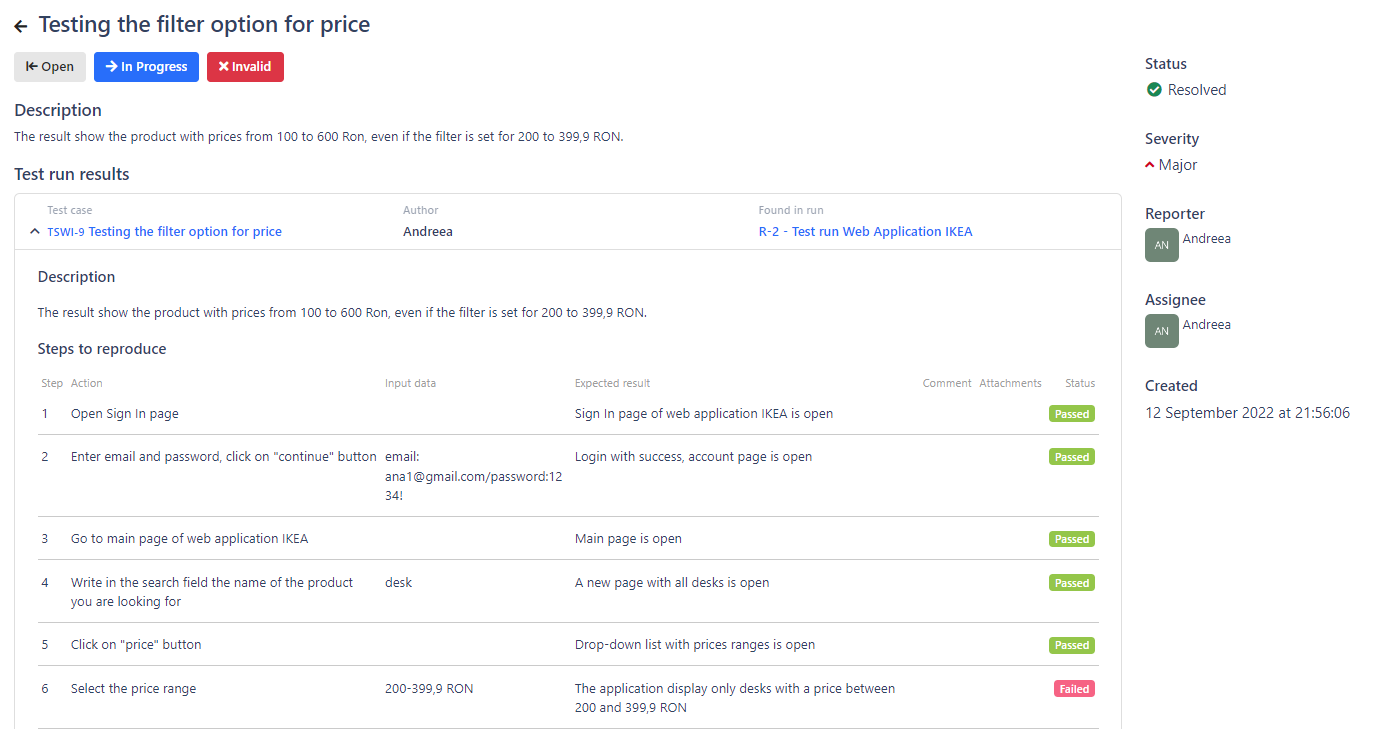 Testing the filter option for price
Open
In Progress
Invalid
Description
The result show the product with prices from 100 to 600 Ron, even if the filter is set for 200 to 399,9 RON.
Test run results
Test case Author Found in run
TSWI-9 Testing the filter option for price Andreea R-2 - Test run Web Application IKEA
Description
The result show the product with prices from 100 to 600 Ron, even if the filter is set for 200 to 399,9 RON.
Steps to reproduce
Step Action Input data Expected result Comment Attachments Status
1 Open Sign In page Sign In page of web application IKEA is open Passed
2 Enter email and password, click on "continue" button email: Login with success, account page is open Passed
ana1@gmail.com/password:12
34!
3 Go to main page of web application IKEA Main page is open Passed
4 Write in the search field the name of the product desk A new page with all desks is open Passed
you are looking for
5 Click on "price" button Drop-down list with prices ranges is open Passed
6 Select the price range 200-399,9 RON The application display only desks with a price between Failed
200 and 399,9 RON
Status
Resolved
Severity
Major
Reporter
AN Andreea
Assignee
AN Andreea
Created
12 September 2022 at 21:56:06